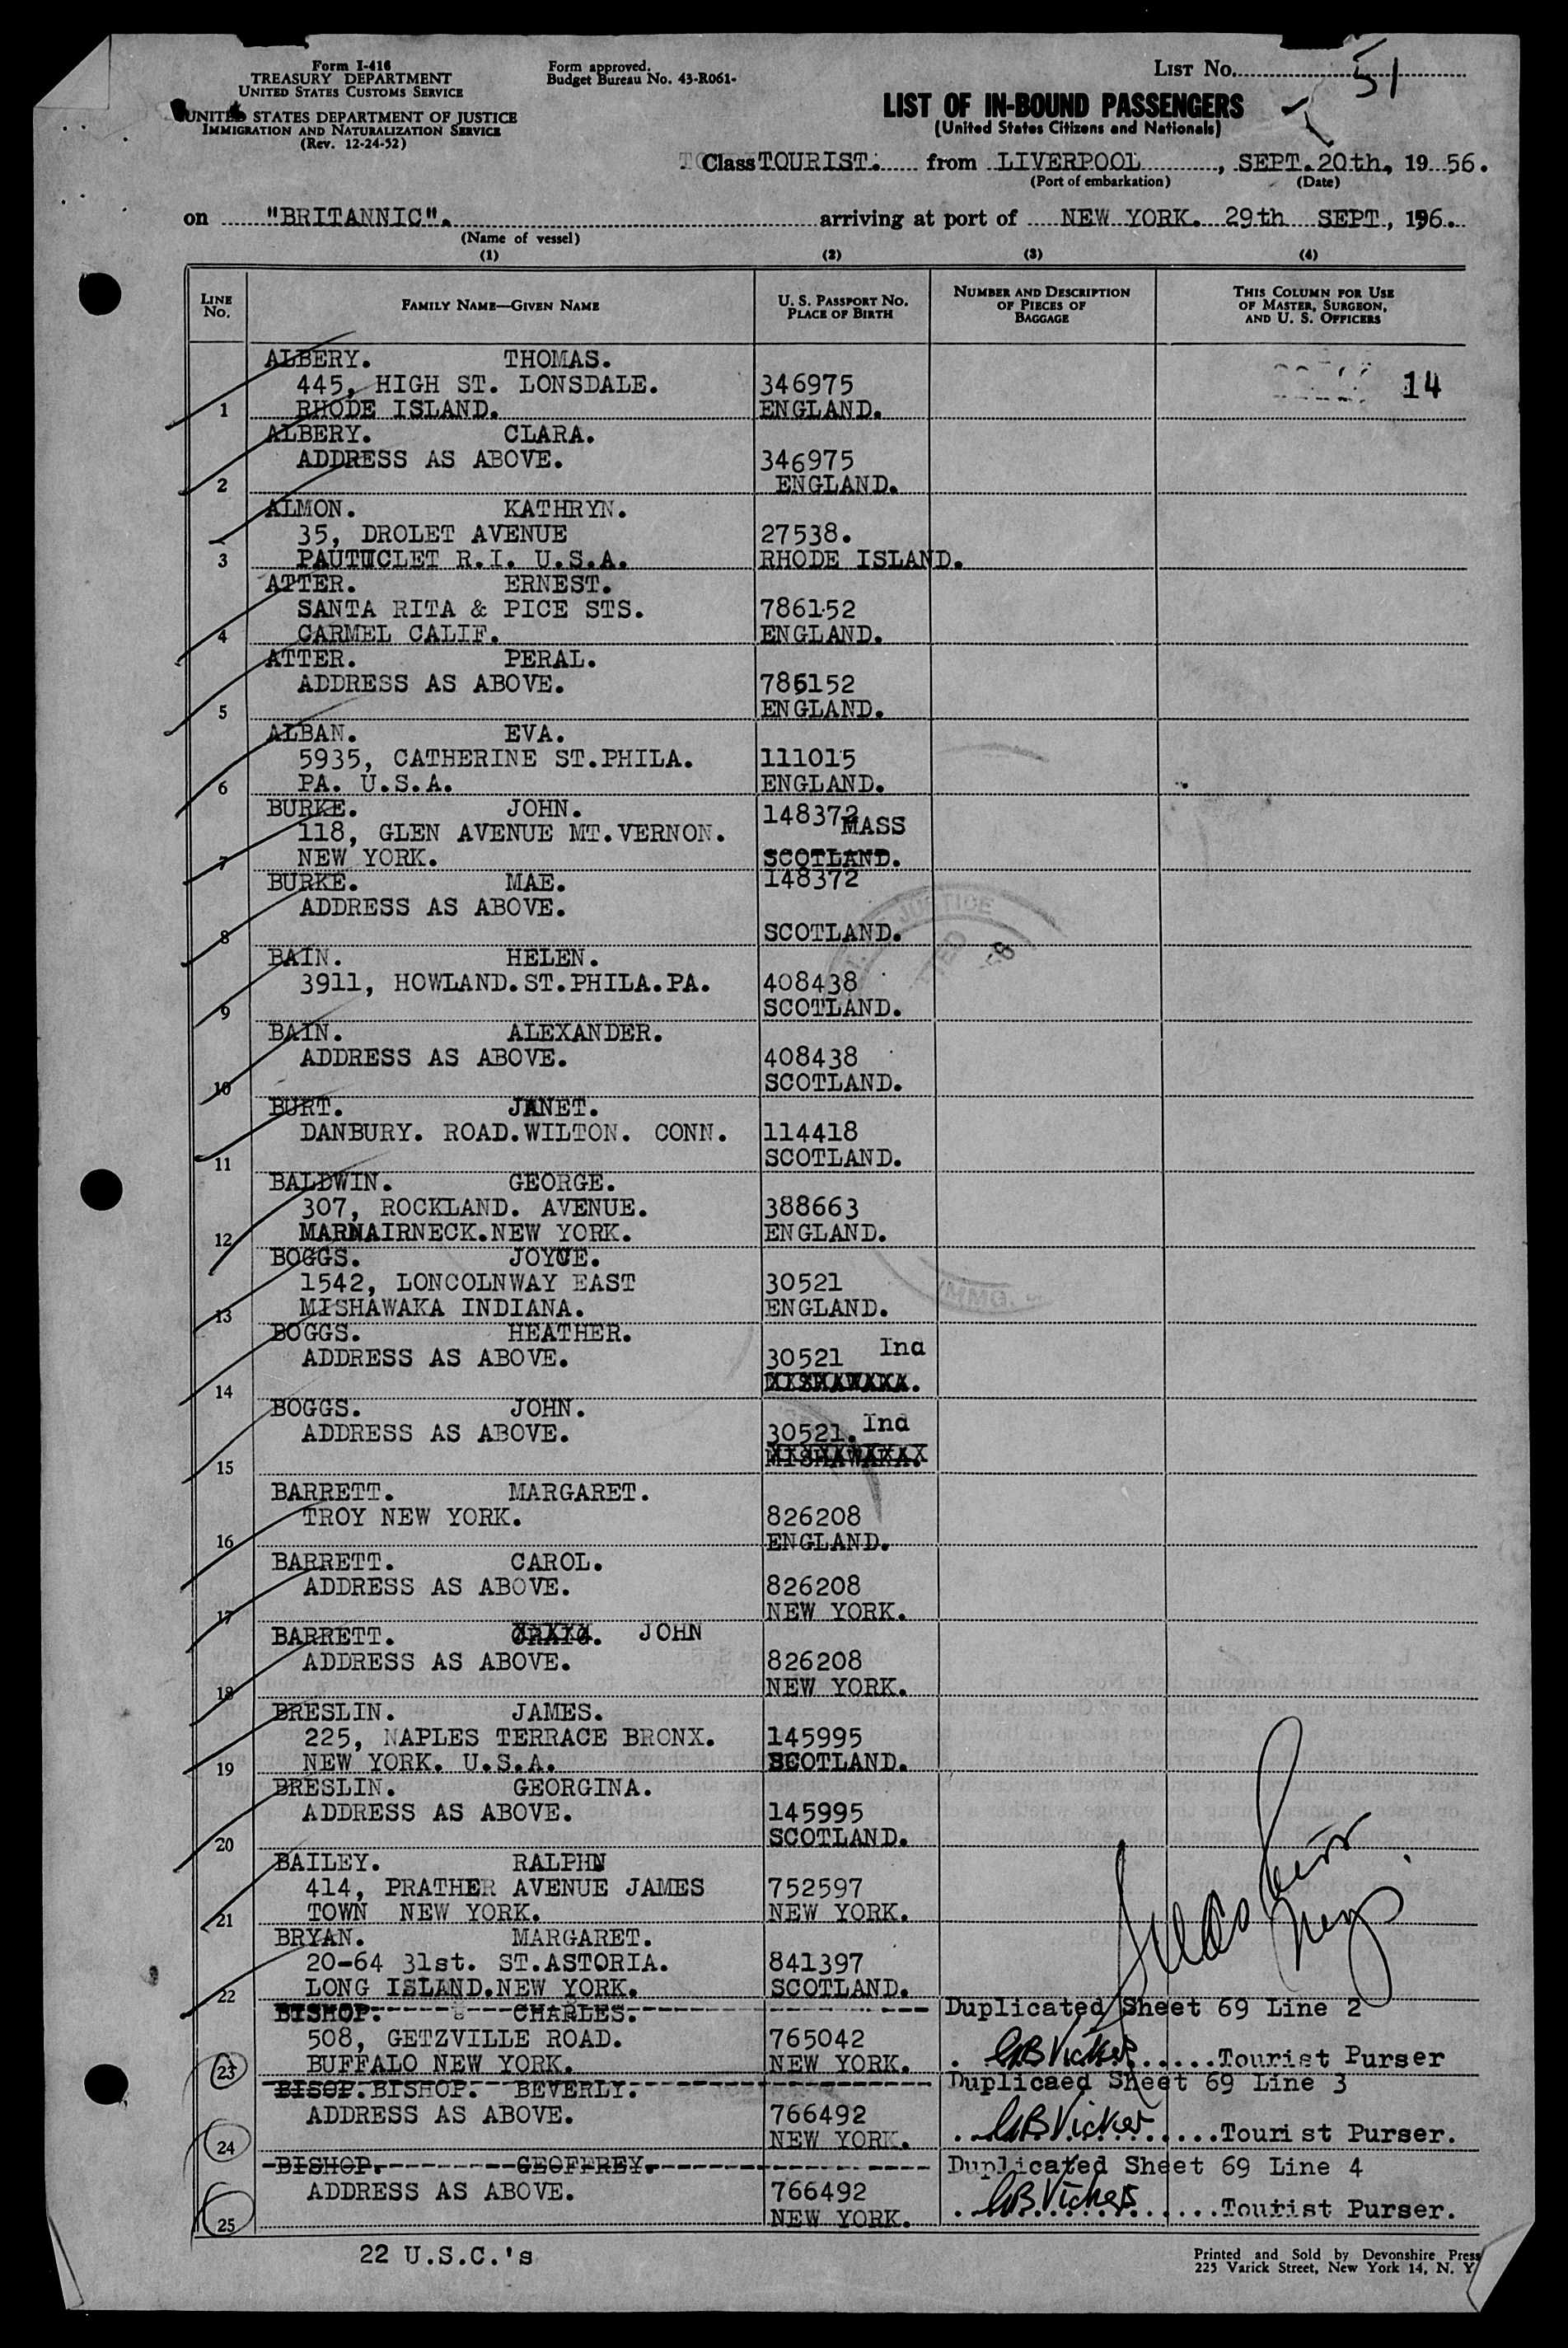 Form I-416
TREASURY DEPARTMENT
UNITED STATES CUSTOMS SERVICE
UNITED STATES DEPARTMENT OF JUSTICE
IMMIGRATION AND NATURALIZATION SERVICE
(Rev. 12-24-52)
Form approved.
Budget Bureau No. 43-R061-
LIST No. 51
LIST OF IN-BOUND PASSENGERS
(United States Citizens and Nationals)
Class TOURIST. from LIVERPOOL, SEPT. 20th, 1956.
(Port of embarkation) (Date)
on "BRITANNIC". arriving at port of NEW YORK. 29th SEPT, 196.
(Name of vessel)
(1) (2) (3) (4)
LINE No. FAMILY NAME—GIVEN NAME U. S. PASSPORT NO. PLACE OF BIRTH NUMBER AND DESCRIPTION OF PIECES OF BAGGAGE THIS COLUMN FOR USE OF MASTER, SURGEON, AND U. S. OFFICERS
ALBERY. THOMAS.
445, HIGH ST. LONSDALE. 346975 14
1 RHODE ISLAND. ENGLAND.
ALBERY. CLARA.
ADDRESS AS ABOVE. 346975
2 ENGLAND.
ALMON. KATHRYN.
35, DROLET AVENUE 27538.
3 PAUTUCLET R.I. U.S.A. RHODE ISLAND.
ATTER. ERNEST.
SANTA RITA & PICE STS. 786152
4 CARMEL CALIF. ENGLAND.
ATTER. PERAL.
ADDRESS AS ABOVE. 786152
5 ENGLAND.
ALBAN. EVA.
5935, CATHERINE ST.PHILA. 111015
6 PA. U.S.A. ENGLAND.
BURKE. JOHN. 148372
118, GLEN AVENUE MT.VERNON. MASS
7 NEW YORK. SCOTLAND.
BURKE. MAE. 148372
ADDRESS AS ABOVE.
8 SCOTLAND.
BAIN. HELEN.
3911, HOWLAND.ST.PHILA.PA. 408438
9 SCOTLAND.
BAIN. ALEXANDER.
ADDRESS AS ABOVE. 408438
10 SCOTLAND.
BURT. JANET.
DANBURY. ROAD.WILTON. CONN. 114418
11 SCOTLAND.
BALDWIN. GEORGE.
307, ROCKLAND. AVENUE. 388663
12 MARNAIRNECK.NEW YORK. ENGLAND.
BOGGS. JOYCE.
1542, LONCOLNWAY EAST 30521
13 MISHAWAKA INDIANA. ENGLAND.
BOGGS. HEATHER.
ADDRESS AS ABOVE. 30521 Ind
14 MISHAWAKA.
BOGGS. JOHN.
ADDRESS AS ABOVE. 30521. Ind
15 MISHAWAKA.
BARRETT. MARGARET.
TROY NEW YORK. 826208
16 ENGLAND.
BARRETT. CAROL.
ADDRESS AS ABOVE. 826208
17 NEW YORK.
BARRETT. CRAIG. JOHN
ADDRESS AS ABOVE. 826208
18 NEW YORK.
BRESLIN. JAMES.
225, NAPLES TERRACE BRONX. 145995
19 NEW YORK. U.S.A. SCOTLAND.
BRESLIN. GEORGINA.
ADDRESS AS ABOVE. 145995
20 SCOTLAND.
BAILEY. RALPHN
414, PRATHER AVENUE JAMES 752597
21 TOWN NEW YORK. NEW YORK.
BRYAN. MARGARET.
20-64 31st. ST.ASTORIA. 841397
22 LONG ISLAND.NEW YORK. SCOTLAND.
BISHOP. CHARLES. Duplicated Sheet 69 Line 2
508, GETZVILLE ROAD. 765042
23 BUFFALO NEW YORK. NEW YORK. GB Vickers Tourist Purser
BISOP. BISHOP. BEVERLY. Duplicaed Sheet 69 Line 3
ADDRESS AS ABOVE. 766492
24 NEW YORK. GB Vickers Tourist Purser.
BISHOP. GEOFFREY. Duplicated Sheet 69 Line 4
ADDRESS AS ABOVE. 766492
25 NEW YORK. GB Vickers Tourist Purser.
22 U.S.C.'s
Printed and Sold by Devonshire Press
225 Varick Street, New York 14, N. Y